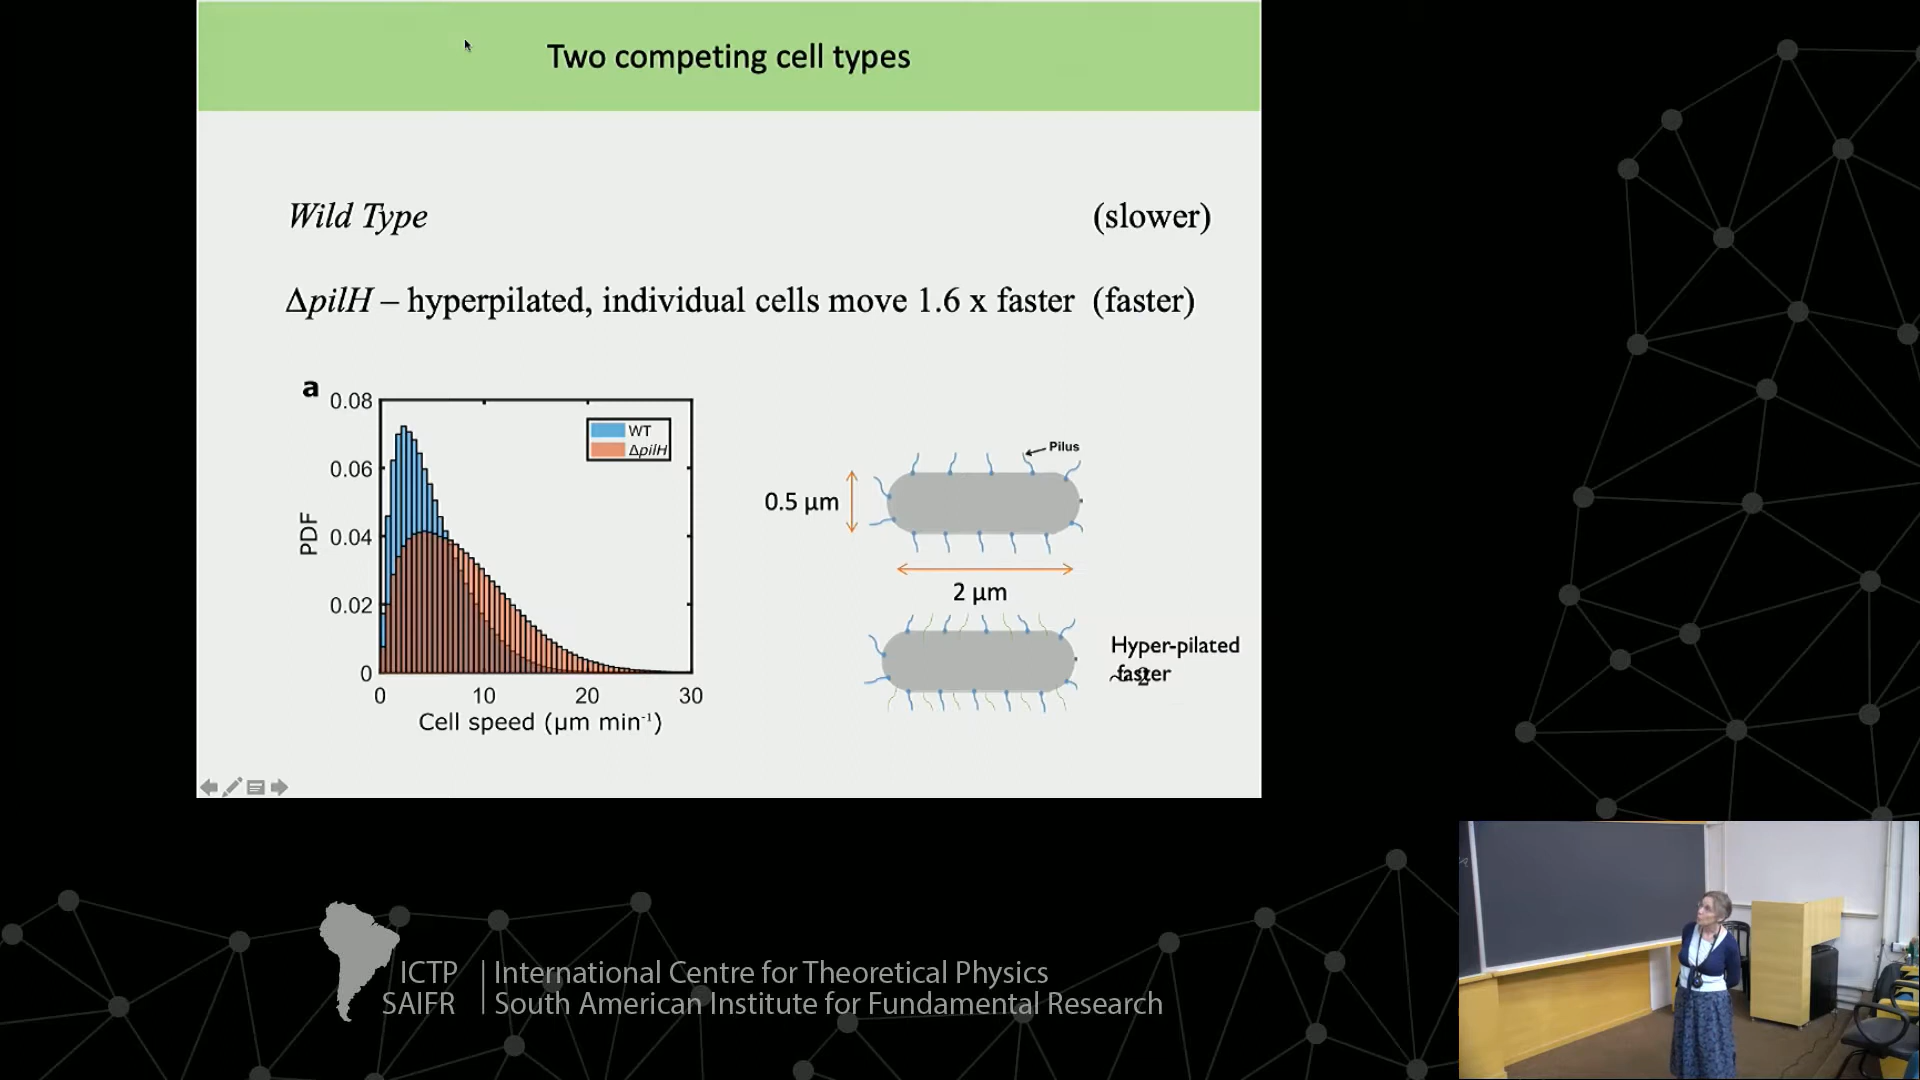 Two competing cell types
Wild Type (slower)
ΔpilH – hyperpilated, individual cells move 1.6 x faster (faster)
a
0.08
0.06
0.04
0.02
0
PDF
WT
ΔpilH
0 10 20 30
Cell speed (µm min⁻¹)
Pilus
0.5 µm
2 µm
Hyper-pilated
faster
~ 2
ICTP
SAIFR
International Centre for Theoretical Physics
South American Institute for Fundamental Research